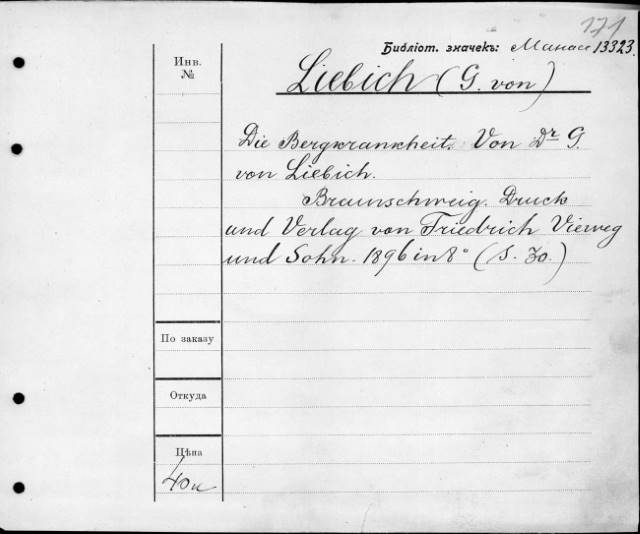 171
Библіот. значекъ: Манас 13323.
Инв.
№
Liebich (G. von)
Die Bergkrankheit. Von Dr G.
von Liebich.
Braunschweig. Druck
und Verlag von Friedrich Vieweg
und Sohn. 1896 in 8° (S. 30.)
По заказу
Откуда
Цѣна
40к